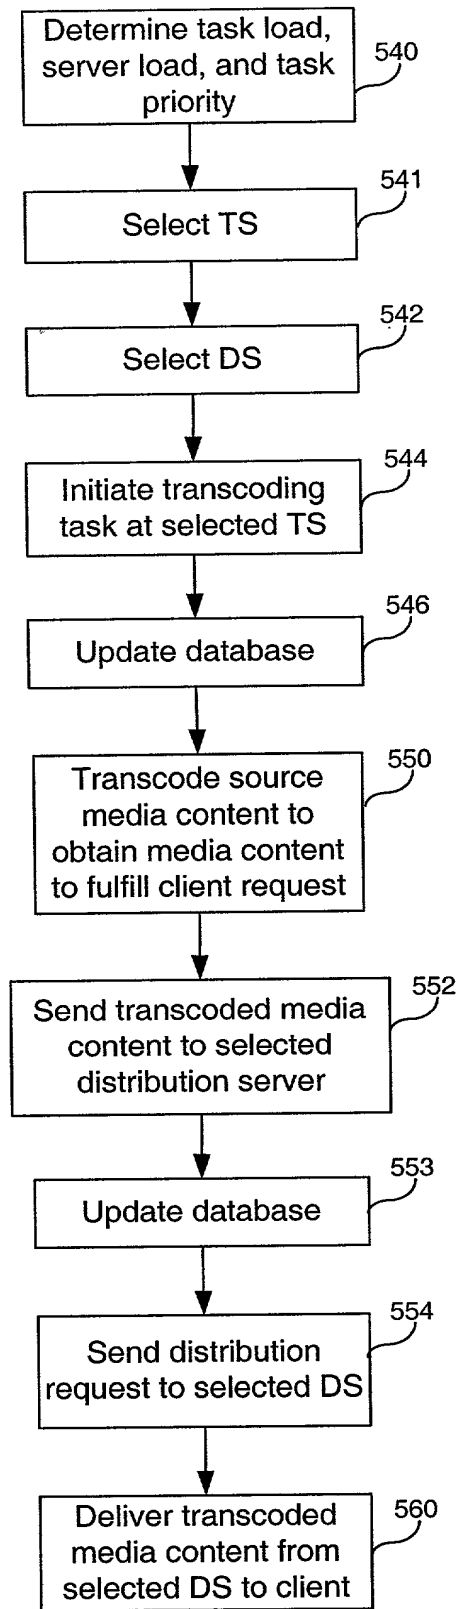 Determine task load,
server load, and task
priority
540
541
Select TS
542
Select DS
544
Initiate transcoding
task at selected TS
546
Update database
550
Transcode source
media content to
obtain media content
to fulfill client request
552
Send transcoded media
content to selected
distribution server
553
Update database
554
Send distribution
request to selected DS
560
Deliver transcoded
media content from
selected DS to client